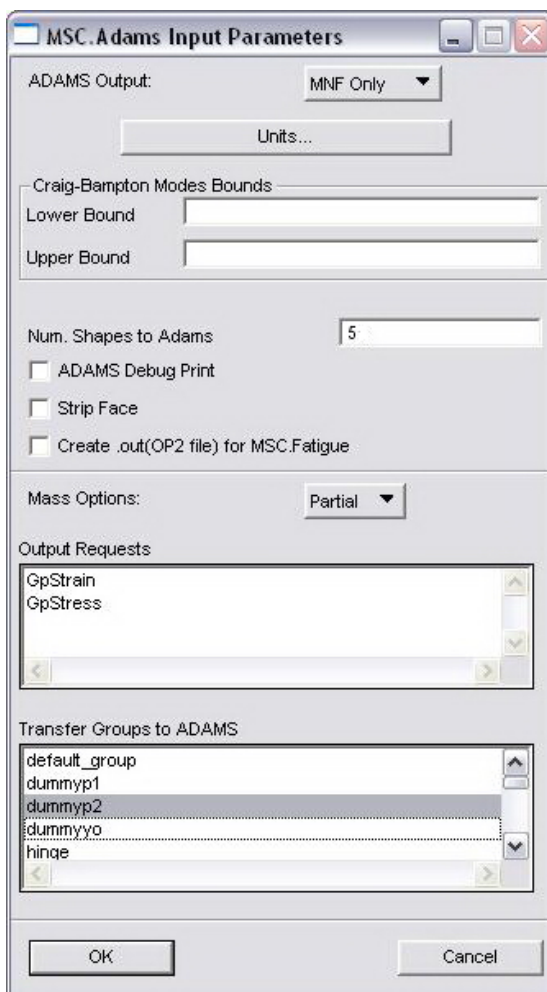 MSC.Adams Input Parameters
ADAMS Output:
MNF Only
Units...
Craig-Bampton Modes Bounds
Lower Bound
Upper Bound
Num. Shapes to Adams
5
ADAMS Debug Print
Strip Face
Create .out(OP2 file) for MSC.Fatigue
Mass Options:
Partial
Output Requests
GpStrain
GpStress
Transfer Groups to ADAMS
default_group
dummyp1
dummyp2
dummyyo
hinge
OK
Cancel